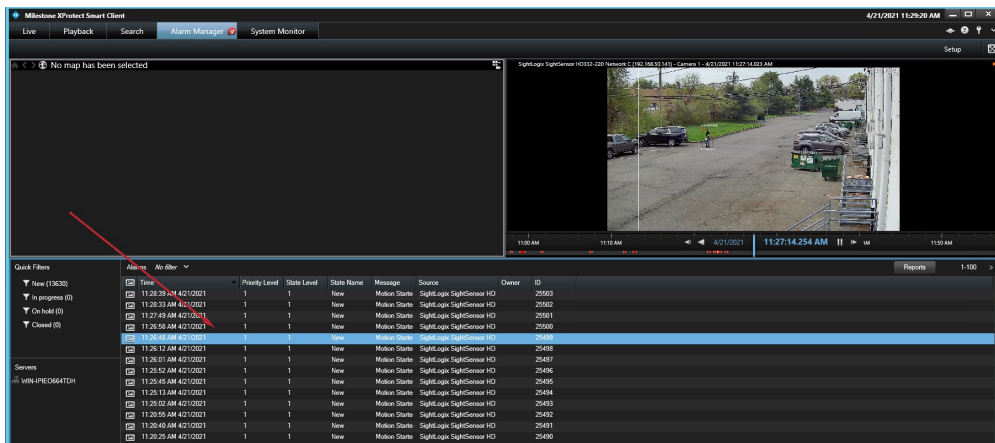 Milestone XProtect Smart Client
4/21/2021 11:29:20 AM
Live Playback Search Alarm Manager System Monitor
Setup
No map has been selected
SightLogix SightSensor HD332-220 Network C (192.168.50.141) - Camera 1 - 4/21/2021 11:27:14.023 AM
11:00 AM 11:10 AM 4/21/2021 11:27:14.254 AM AM 11:50 AM
Quick Filters
New (13630)
In progress (0)
On hold (0)
Closed (0)
Servers
WIN-IPIEO664TDH
Alarms No filter Reports 1-100 >
Time Priority Level State Level State Name Message Source Owner ID
11:28:39 AM 4/21/2021 1 1 New Motion Starte SightLogix SightSensor HD 25503
11:28:33 AM 4/21/2021 1 1 New Motion Starte SightLogix SightSensor HD 25502
11:27:49 AM 4/21/2021 1 1 New Motion Starte SightLogix SightSensor HD 25501
11:26:58 AM 4/21/2021 1 1 New Motion Starte SightLogix SightSensor HD 25500
11:26:48 AM 4/21/2021 1 1 New Motion Starte SightLogix SightSensor HD 25499
11:26:12 AM 4/21/2021 1 1 New Motion Starte SightLogix SightSensor HD 25498
11:26:01 AM 4/21/2021 1 1 New Motion Starte SightLogix SightSensor HD 25497
11:25:52 AM 4/21/2021 1 1 New Motion Starte SightLogix SightSensor HD 25496
11:25:45 AM 4/21/2021 1 1 New Motion Starte SightLogix SightSensor HD 25495
11:25:13 AM 4/21/2021 1 1 New Motion Starte SightLogix SightSensor HD 25494
11:25:02 AM 4/21/2021 1 1 New Motion Starte SightLogix SightSensor HD 25493
11:20:55 AM 4/21/2021 1 1 New Motion Starte SightLogix SightSensor HD 25492
11:20:40 AM 4/21/2021 1 1 New Motion Starte SightLogix SightSensor HD 25491
11:20:25 AM 4/21/2021 1 1 New Motion Starte SightLogix SightSensor HD 25490